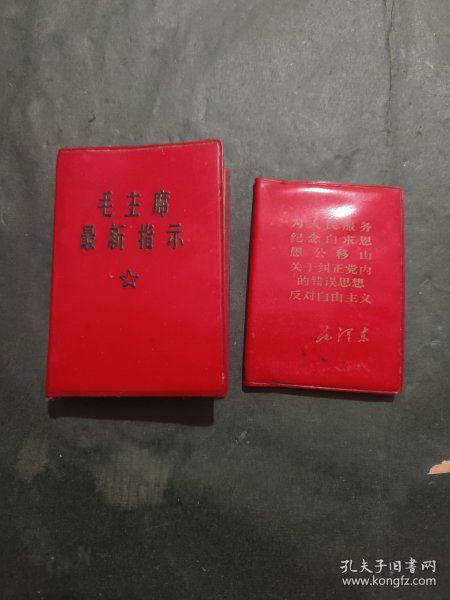 毛主席
最新指示
为人民服务
纪念白求恩
愚公移山
关于纠正党内
的错误思想
反对自由主义
毛泽东
孔夫子旧书网
www.kongfz.com